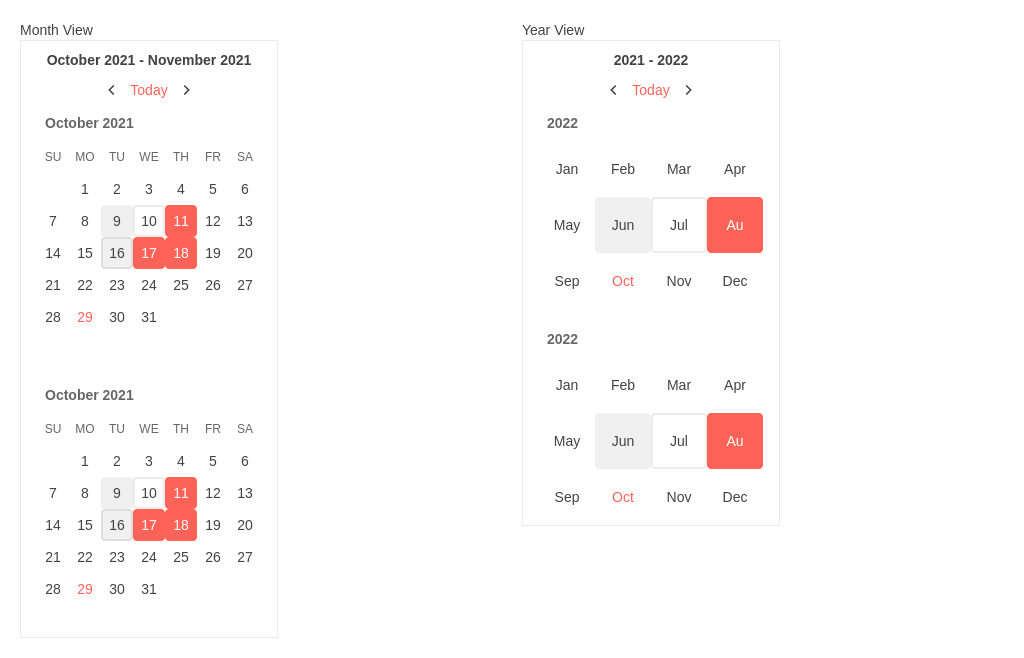 Month View
October 2021 - November 2021
Today
October 2021
SU MO TU WE TH FR SA
1 2 3 4 5 6
7 8 9 10 11 12 13
14 15 16 17 18 19 20
21 22 23 24 25 26 27
28 29 30 31
October 2021
SU MO TU WE TH FR SA
1 2 3 4 5 6
7 8 9 10 11 12 13
14 15 16 17 18 19 20
21 22 23 24 25 26 27
28 29 30 31
Year View
2021 - 2022
Today
2022
Jan Feb Mar Apr
May Jun Jul Au
Sep Oct Nov Dec
2022
Jan Feb Mar Apr
May Jun Jul Au
Sep Oct Nov Dec